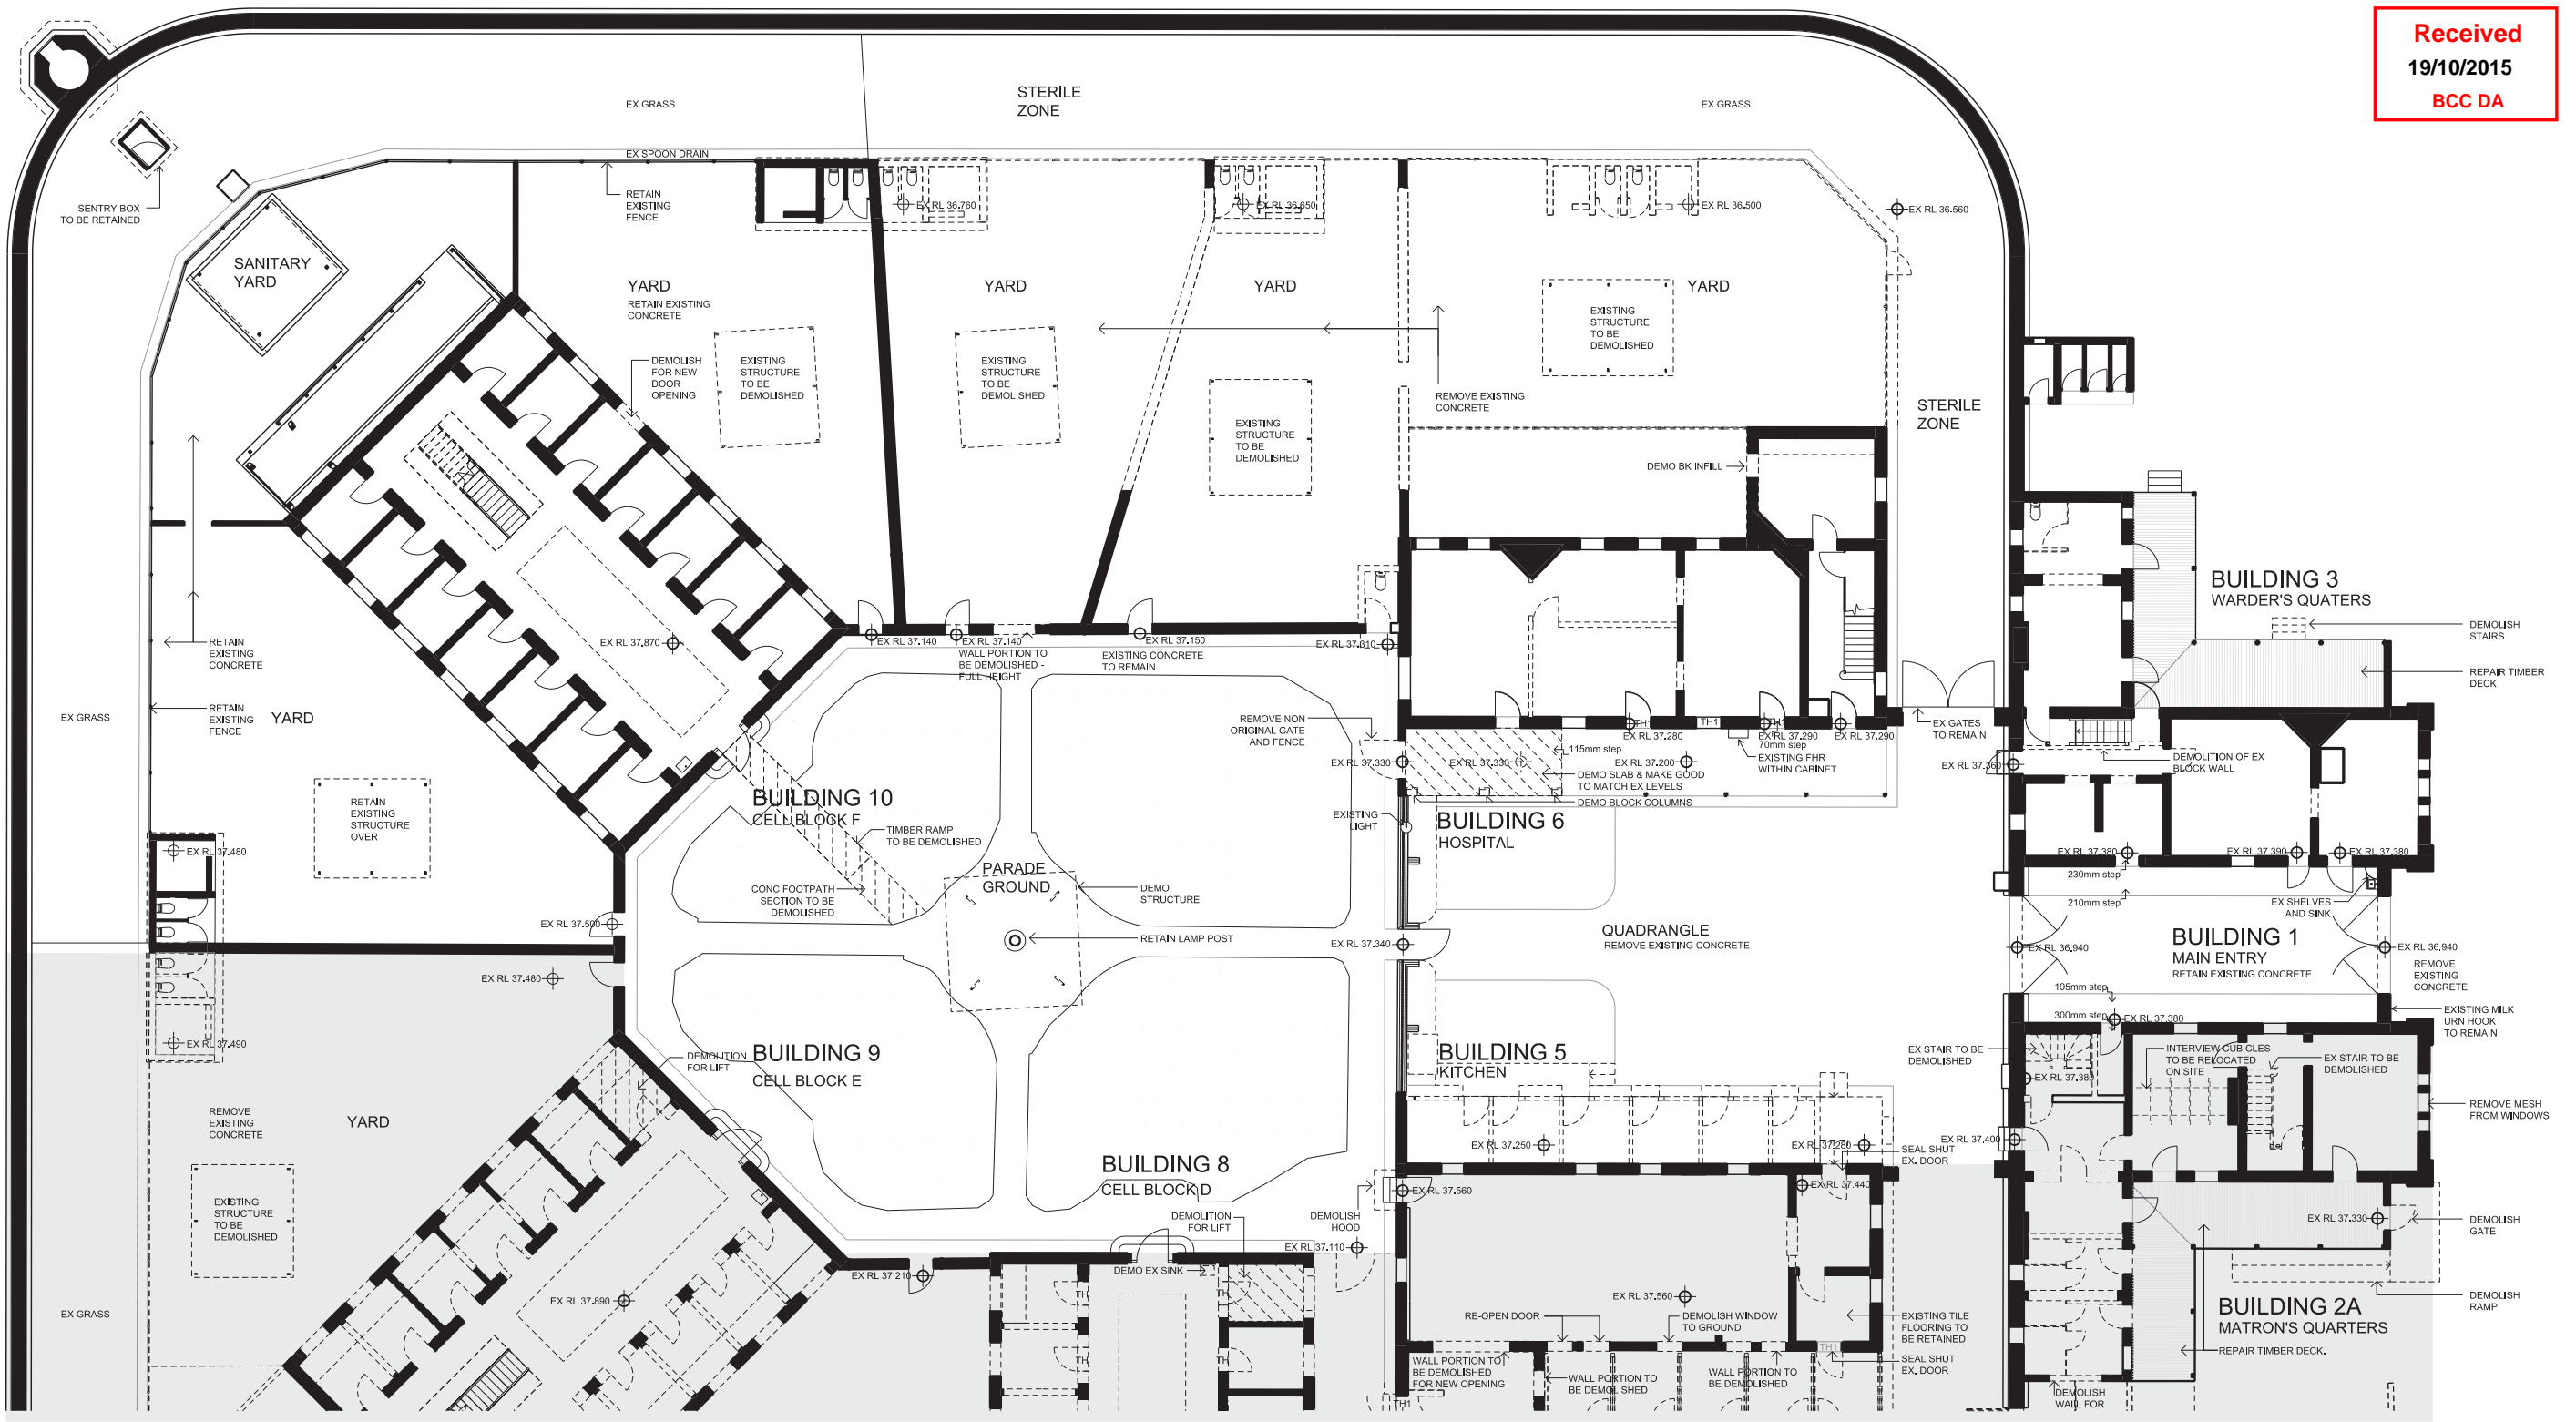 Received
19/10/2015
BCC DA
STERILE
ZONE
EX GRASS
EX GRASS
EX SPOON DRAIN
SENTRY BOX
TO BE RETAINED
RETAIN
EXISTING
FENCE
EX RL 36.760
EX RL 36.650
EX RL 36.500
EX RL 36.560
SANITARY
YARD
YARD
RETAIN EXISTING
CONCRETE
YARD
YARD
YARD
EXISTING
STRUCTURE
TO BE
DEMOLISHED
DEMOLISH
FOR NEW
DOOR
OPENING
EXISTING
STRUCTURE
TO BE
DEMOLISHED
EXISTING
STRUCTURE
TO BE
DEMOLISHED
EXISTING
STRUCTURE
TO BE
DEMOLISHED
REMOVE EXISTING
CONCRETE
STERILE
ZONE
DEMO BK INFILL
BUILDING 3
WARDER'S QUATERS
DEMOLISH
STAIRS
REPAIR TIMBER
DECK
RETAIN
EXISTING
CONCRETE
RETAIN
EXISTING
FENCE
YARD
EX GRASS
EX RL 37.870
EX RL 37.140
EX RL 37.140
WALL PORTION TO
BE DEMOLISHED -
FULL HEIGHT
EX RL 37.150
EXISTING CONCRETE
TO REMAIN
EX RL 37.610
REMOVE NON
ORIGINAL GATE
AND FENCE
TH1
TH1
TH1
EX RL 37.280
EX RL 37.290
EX RL 37.290
70mm step
EXISTING FHR
WITHIN CABINET
115mm step
EX RL 37.330
EX RL 37.330
EX RL 37.200
DEMO SLAB & MAKE GOOD
TO MATCH EX LEVELS
DEMO BLOCK COLUMNS
EX GATES
TO REMAIN
EX RL 37.360
DEMOLITION OF EX
BLOCK WALL
RETAIN
EXISTING
STRUCTURE
OVER
BUILDING 10
CELL BLOCK F
TIMBER RAMP
TO BE DEMOLISHED
EXISTING
LIGHT
BUILDING 6
HOSPITAL
EX RL 37.480
EX RL 37.380
EX RL 37.390
EX RL 37.380
230mm step
210mm step
EX SHELVES
AND SINK
PARADE
GROUND
CONC FOOTPATH
SECTION TO BE
DEMOLISHED
DEMO
STRUCTURE
RETAIN LAMP POST
EX RL 37.500
EX RL 37.340
QUADRANGLE
REMOVE EXISTING CONCRETE
EX RL 36.940
BUILDING 1
MAIN ENTRY
RETAIN EXISTING CONCRETE
EX RL 36.940
REMOVE
EXISTING
CONCRETE
EX RL 37.480
195mm step
300mm step
EX RL 37.380
EXISTING MILK
URN HOOK
TO REMAIN
EX RL 37.490
DEMOLITION
FOR LIFT
BUILDING 9
CELL BLOCK E
BUILDING 5
KITCHEN
EX STAIR TO BE
DEMOLISHED
INTERVIEW CUBICLES
TO BE RELOCATED
ON SITE
EX STAIR TO BE
DEMOLISHED
EX RL 37.380
REMOVE
EXISTING
CONCRETE
YARD
REMOVE MESH
FROM WINDOWS
EX RL 37.250
EX RL 37.260
EX RL 37.400
SEAL SHUT
EX. DOOR
BUILDING 8
CELL BLOCK D
EX RL 37.560
EX RL 37.440
EXISTING
STRUCTURE
TO BE
DEMOLISHED
DEMOLITION
FOR LIFT
DEMOLISH
HOOD
EX RL 37.330
DEMOLISH
GATE
EX RL 37.110
EX RL 37.210
DEMO EX SINK
EX RL 37.890
EX RL 37.560
EX GRASS
TH
TH
TH
TH
RE-OPEN DOOR
DEMOLISH WINDOW
TO GROUND
EXISTING TILE
FLOORING TO
BE RETAINED
BUILDING 2A
MATRON'S QUARTERS
REPAIR TIMBER DECK.
DEMOLISH
RAMP
TH1
SEAL SHUT
EX. DOOR
WALL PORTION TO
BE DEMOLISHED
FOR NEW OPENING
WALL PORTION TO
BE DEMOLISHED
WALL PORTION TO
BE DEMOLISHED
TH1
DEMOLISH
WALL FOR